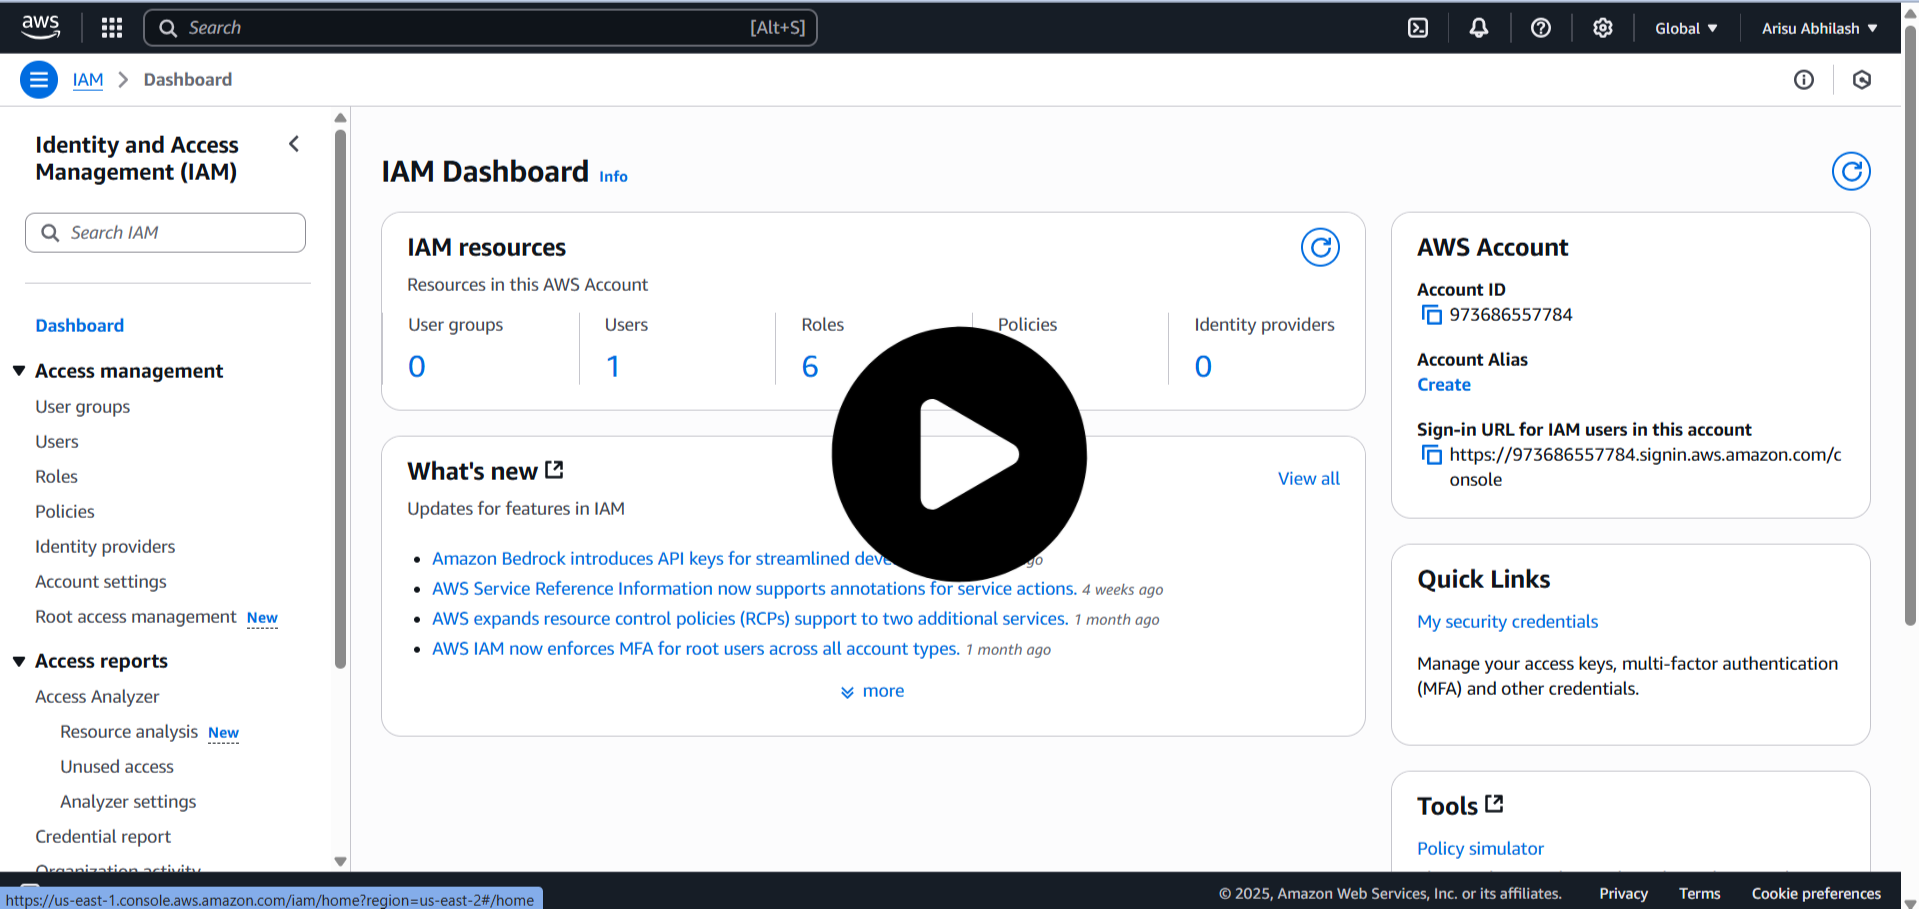 aws
Search [Alt+S]
Global
Arisu Abhilash
IAM
Dashboard
Identity and Access
Management (IAM)
Search IAM
Dashboard
Access management
User groups
Users
Roles
Policies
Identity providers
Account settings
Root access management New
Access reports
Access Analyzer
Resource analysis New
Unused access
Analyzer settings
Credential report
Organization activity
IAM Dashboard Info
IAM resources
Resources in this AWS Account
User groups
0
Users
1
Roles
6
Policies
Identity providers
0
What's new
View all
Updates for features in IAM
Amazon Bedrock introduces API keys for streamlined
AWS Service Reference Information now supports annotations for service actions. 4 weeks ago
AWS expands resource control policies (RCPs) support to two additional services. 1 month ago
AWS IAM now enforces MFA for root users across all account types. 1 month ago
more
AWS Account
Account ID
973686557784
Account Alias
Create
Sign-in URL for IAM users in this account
https://973686557784.signin.aws.amazon.com/c
onsole
Quick Links
My security credentials
Manage your access keys, multi-factor authentication
(MFA) and other credentials.
Tools
Policy simulator
https://us-east-1.console.aws.amazon.com/iam/home?region=us-east-2#/home
© 2025, Amazon Web Services, Inc. or its affiliates.
Privacy
Terms
Cookie preferences